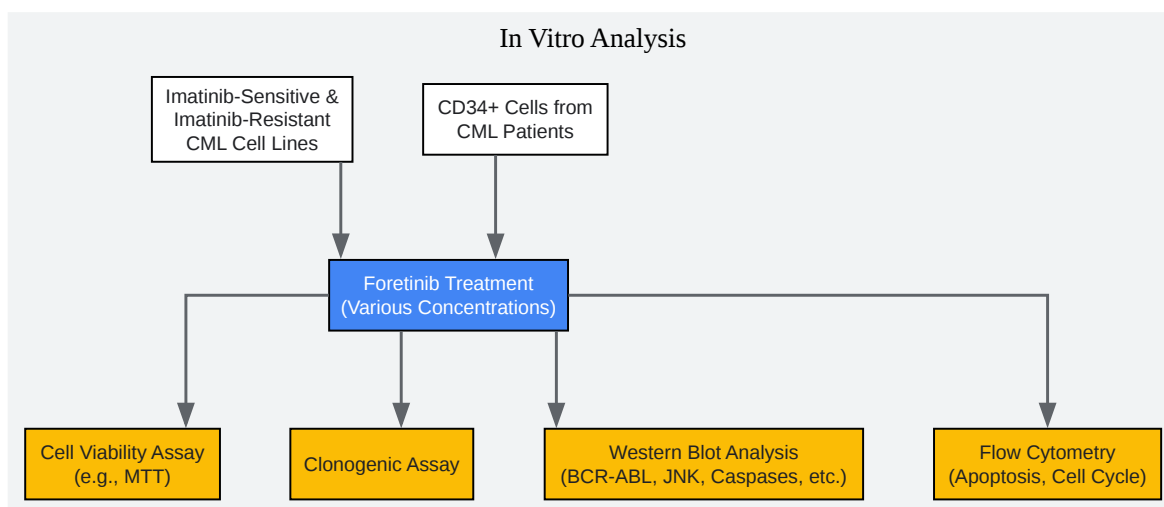 In Vitro Analysis
Imatinib-Sensitive &
Imatinib-Resistant
CML Cell Lines
CD34+ Cells from
CML Patients
Foretinib Treatment
(Various Concentrations)
Cell Viability Assay
(e.g., MTT)
Clonogenic Assay
Western Blot Analysis
(BCR-ABL, JNK, Caspases, etc.)
Flow Cytometry
(Apoptosis, Cell Cycle)